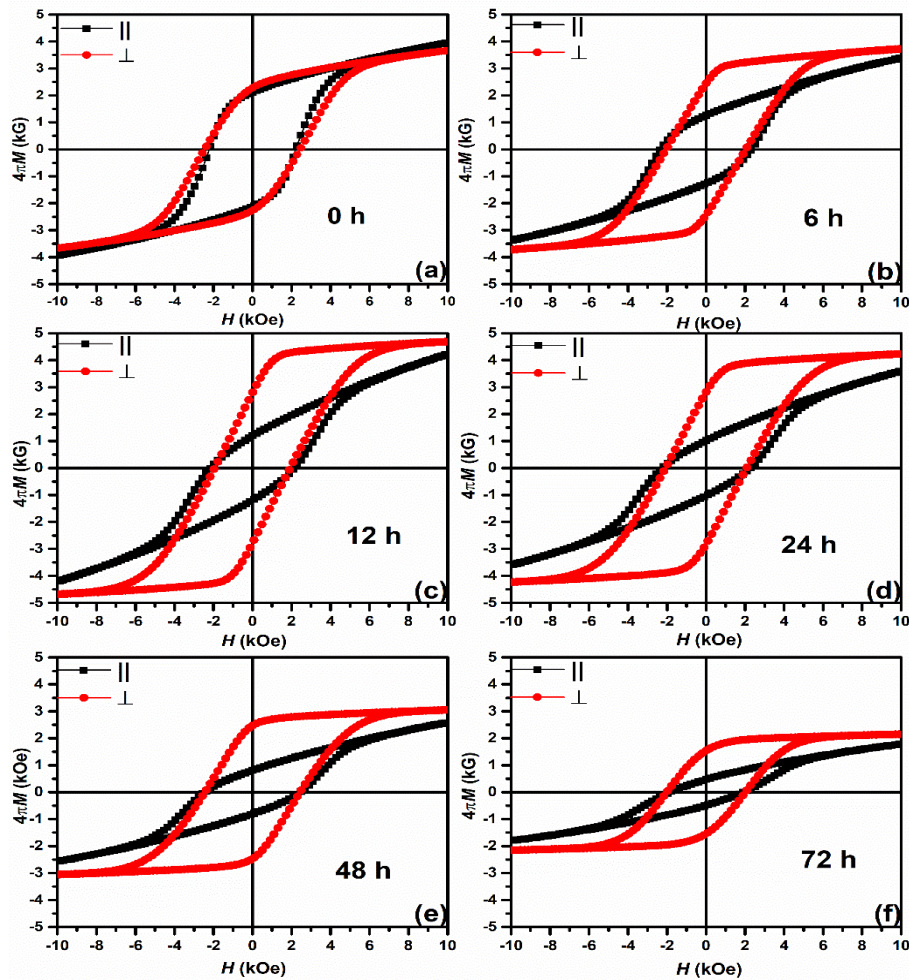 5
4
3
2
1
0
-1
-2
-3
-4
-5
4πM (kG)
||
⊥
0 h
(a)
-10 -8 -6 -4 -2 0 2 4 6 8 10
H (kOe)
5
4
3
2
1
0
-1
-2
-3
-4
-5
4πM (kG)
||
⊥
6 h
(b)
-10 -8 -6 -4 -2 0 2 4 6 8 10
H (kOe)
5
4
3
2
1
0
-1
-2
-3
-4
-5
4πM (kG)
||
⊥
12 h
(c)
-10 -8 -6 -4 -2 0 2 4 6 8 10
H (kOe)
5
4
3
2
1
0
-1
-2
-3
-4
-5
4πM (kG)
||
⊥
24 h
(d)
-10 -8 -6 -4 -2 0 2 4 6 8 10
H (kOe)
5
4
3
2
1
0
-1
-2
-3
-4
-5
4πM (kOe)
||
⊥
48 h
(e)
-10 -8 -6 -4 -2 0 2 4 6 8 10
H (kOe)
5
4
3
2
1
0
-1
-2
-3
-4
-5
4πM (kG)
||
⊥
72 h
(f)
-10 -8 -6 -4 -2 0 2 4 6 8 10
H (kOe)